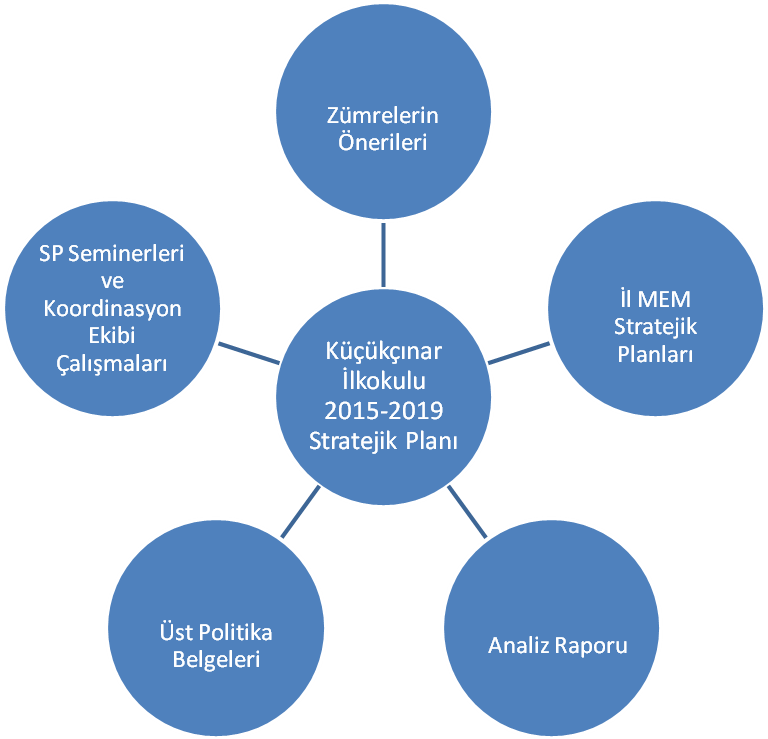 Zümrelerin
Önerileri
SP Seminerleri
ve
Koordinasyon
Ekibi
Çalışmaları
İl MEM
Stratejik
Planları
Küçükçınar
İlkokulu
2015-2019
Stratejik Planı
Üst Politika
Belgeleri
Analiz Raporu